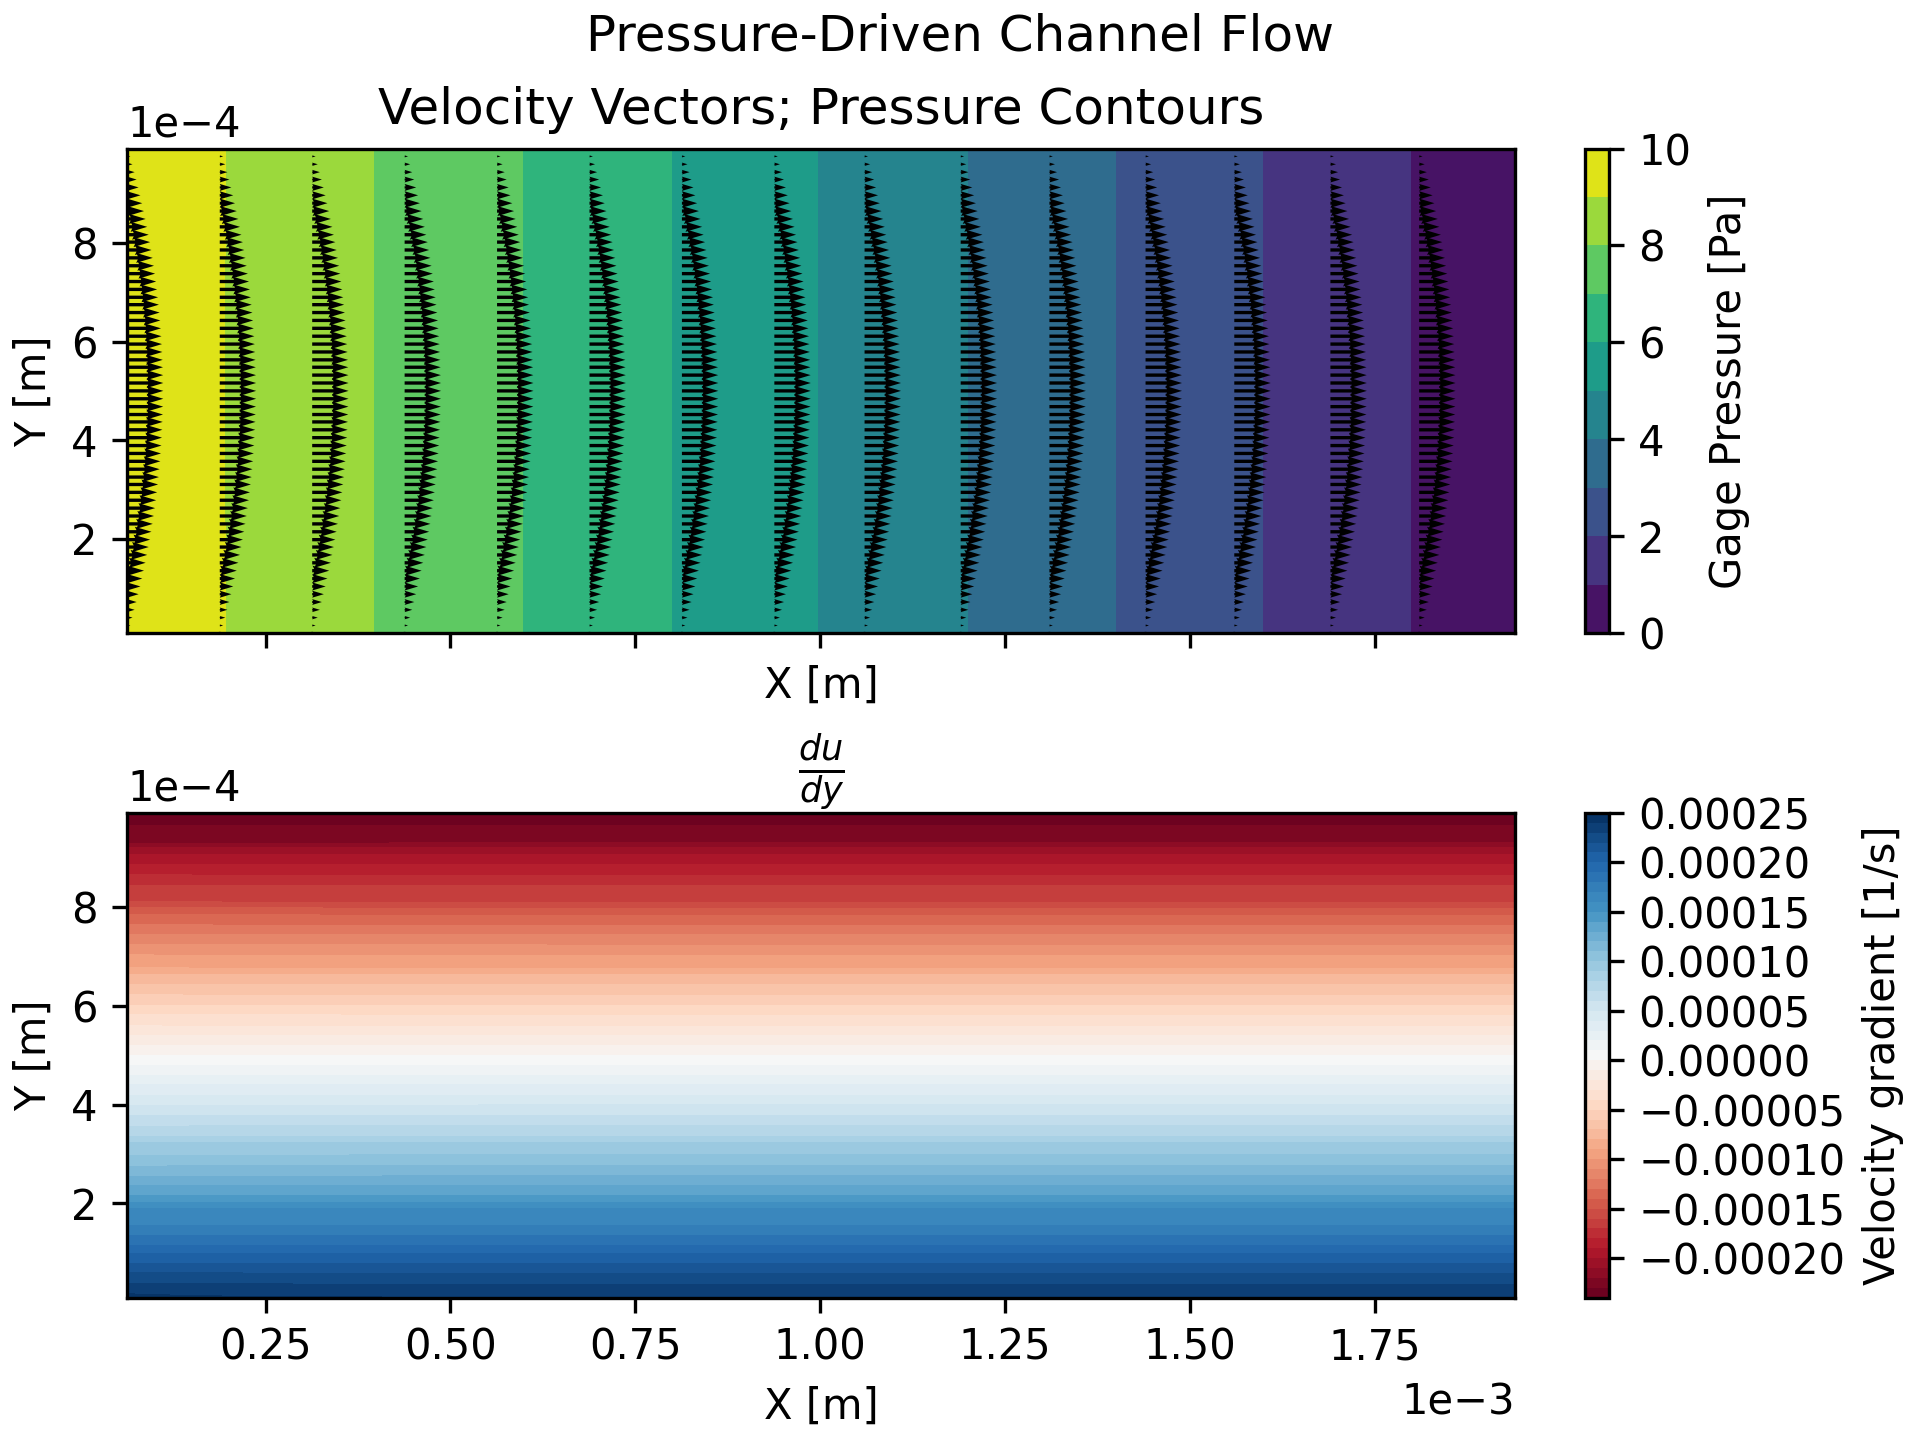 Pressure-Driven Channel Flow
Velocity Vectors; Pressure Contours
1e−4
8
6
4
2
Y [m]
X [m]
10
8
6
4
2
0
Gage Pressure [Pa]
du
dy
1e−4
8
6
4
2
Y [m]
0.25 0.50 0.75 1.00 1.25 1.50 1.75
1e−3
X [m]
0.00025
0.00020
0.00015
0.00010
0.00005
0.00000
−0.00005
−0.00010
−0.00015
−0.00020
Velocity gradient [1/s]